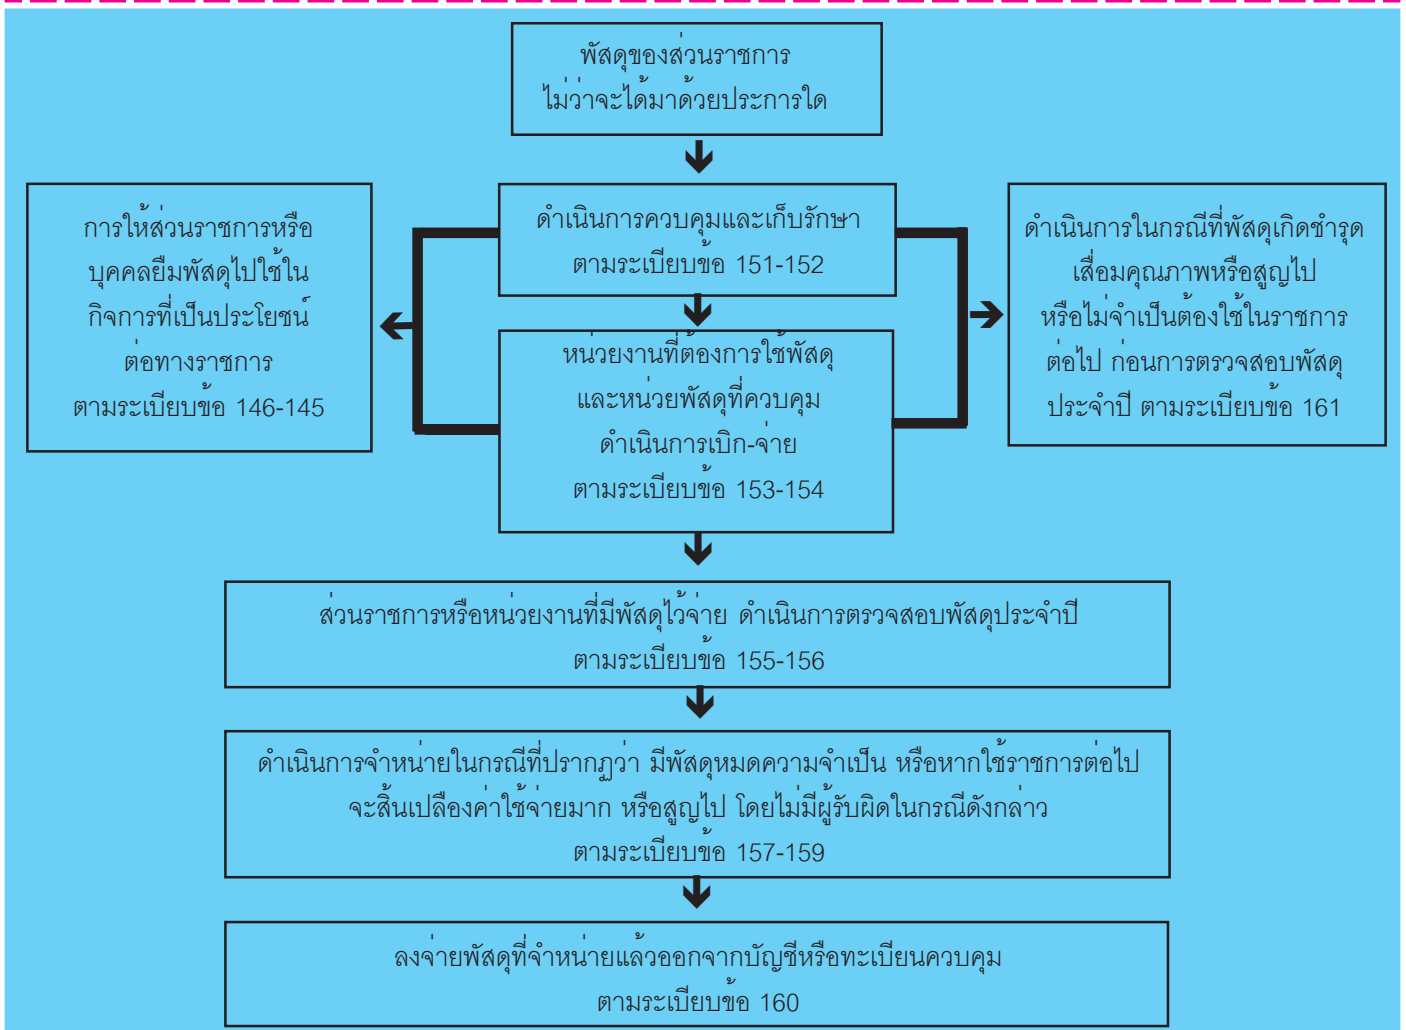 พัสดุของส่วนราชการ
ไม่ว่าจะได้มาด้วยประการใด
ดำเนินการควบคุมและเก็บรักษา
ตามระเบียบข้อ 151-152
การให้ส่วนราชการหรือ
บุคคลยืมพัสดุไปใช้ใน
กิจการที่เป็นประโยชน์
ต่อทางราชการ
ตามระเบียบข้อ 146-145
ดำเนินการในกรณีที่พัสดุเกิดชำรุด
เสื่อมคุณภาพหรือสูญไป
หรือไม่จำเป็นต้องใช้ในราชการ
ต่อไป ก่อนการตรวจสอบพัสดุ
ประจำปี ตามระเบียบข้อ 161
หน่วยงานที่ต้องการใช้พัสดุ
และหน่วยพัสดุที่ควบคุม
ดำเนินการเบิก-จ่าย
ตามระเบียบข้อ 153-154
ส่วนราชการหรือหน่วยงานที่มีพัสดุไว้จ่าย ดำเนินการตรวจสอบพัสดุประจำปี
ตามระเบียบข้อ 155-156
ดำเนินการจำหน่ายในกรณีที่ปรากฏว่า มีพัสดุหมดความจำเป็น หรือหากใช้ราชการต่อไป
จะสิ้นเปลืองค่าใช้จ่ายมาก หรือสูญไป โดยไม่มีผู้รับผิดในกรณีดังกล่าว
ตามระเบียบข้อ 157-159
ลงจ่ายพัสดุที่จำหน่ายแล้วออกจากบัญชีหรือทะเบียนควบคุม
ตามระเบียบข้อ 160